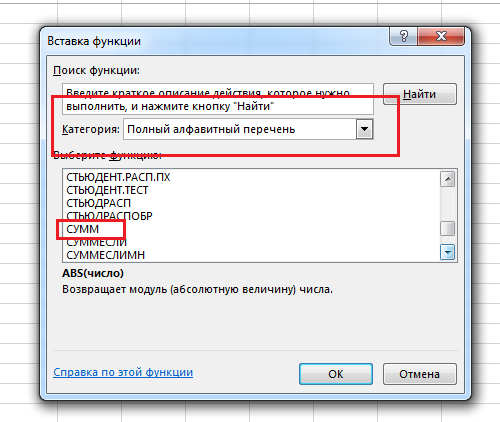 Вставка функции
Поиск функции:
Введите краткое описание действия, которое нужно
выполнить, и нажмите кнопку "Найти"
Найти
Категория: Полный алфавитный перечень
Выберите функцию:
СТЬЮДЕНТ.РАСП.ПХ
СТЬЮДЕНТ.ТЕСТ
СТЬЮДРАСП
СТЬЮДРАСПОБР
СУММ
СУММЕСЛИ
СУММЕСЛИМН
ABS(число)
Возвращает модуль (абсолютную величину) числа.
Справка по этой функции
ОК
Отмена